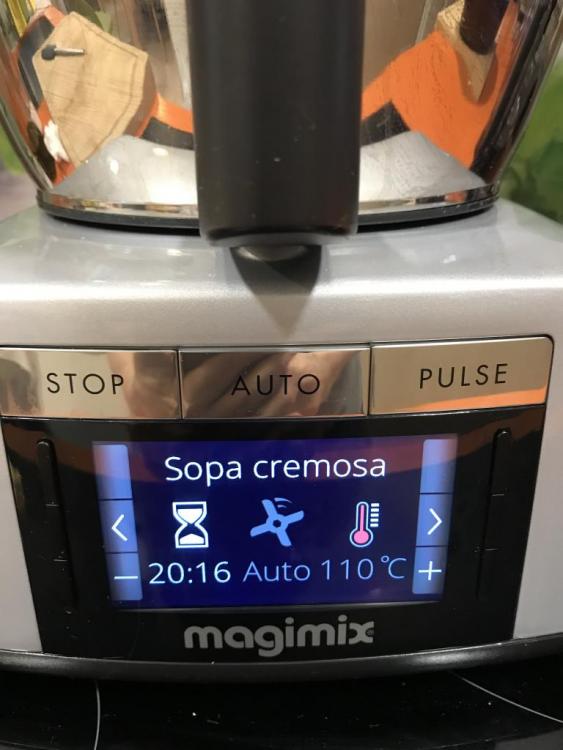 STOP AUTO PULSE
Sopa cremosa
< >
− 20:16 Auto 110 °C +
magimix